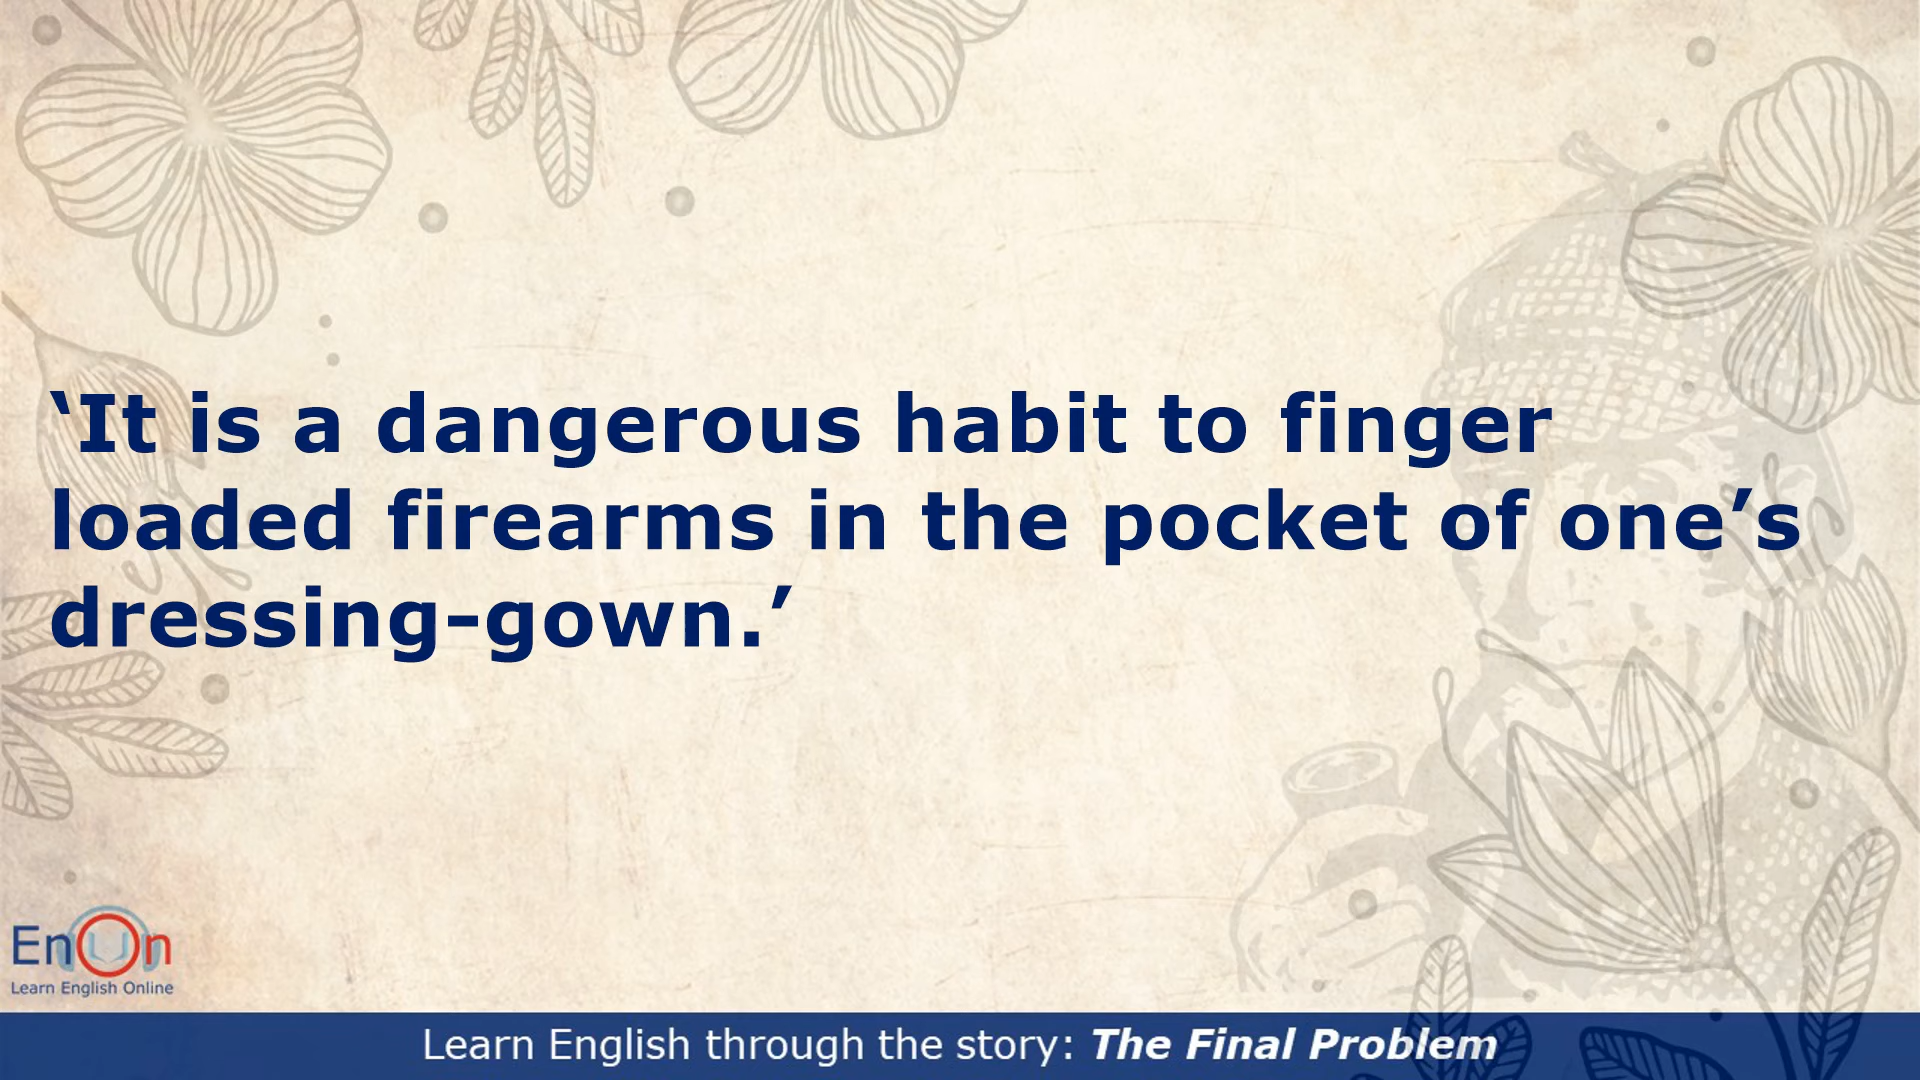 ‘It is a dangerous habit to finger
loaded firearms in the pocket of one’s
dressing-gown.’
EnOn
Learn English Online
Learn English through the story: The Final Problem